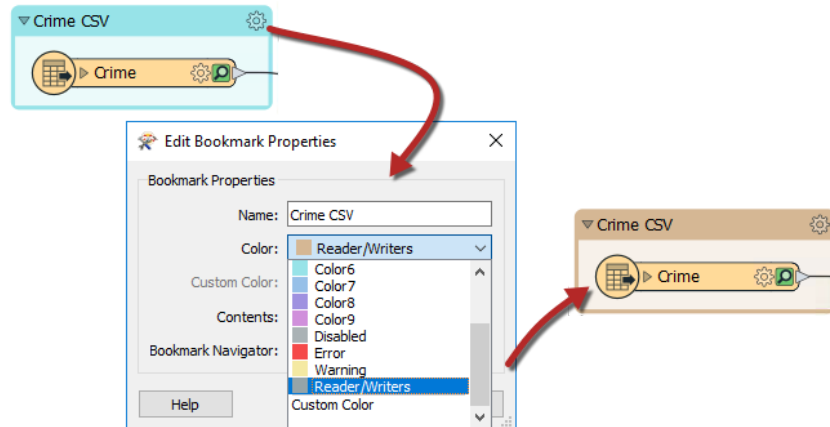 Crime CSV
Crime
Edit Bookmark Properties
Bookmark Properties
Name: Crime CSV
Color: Reader/Writers
Color6
Custom Color:
Color7
Color8
Contents:
Color9
Disabled
Bookmark Navigator:
Error
Warning
Reader/Writers
Help
Custom Color
Crime CSV
Crime